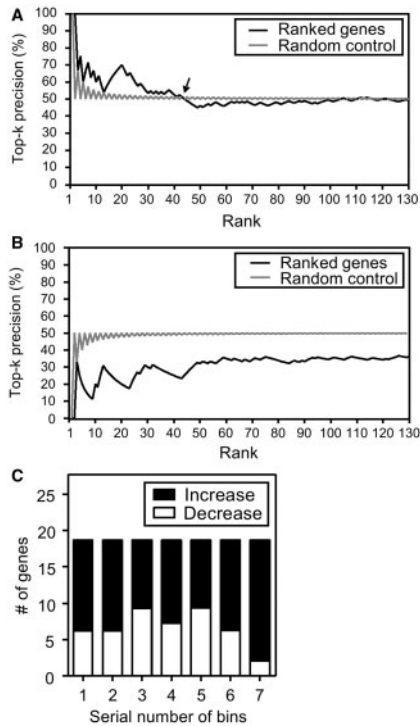 A
Top-k precision (%)
100
90
80
70
60
50
40
30
20
10
0
Ranked genes
Random control
1 10 20 30 40 50 60 70 80 90 100 110 120 130
Rank
B
Top-k precision (%)
100
90
80
70
60
50
40
30
20
10
0
Ranked genes
Random control
1 10 20 30 40 50 60 70 80 90 100 110 120 130
Rank
C
# of genes
25
20
15
10
5
0
Increase
Decrease
1 2 3 4 5 6 7
Serial number of bins